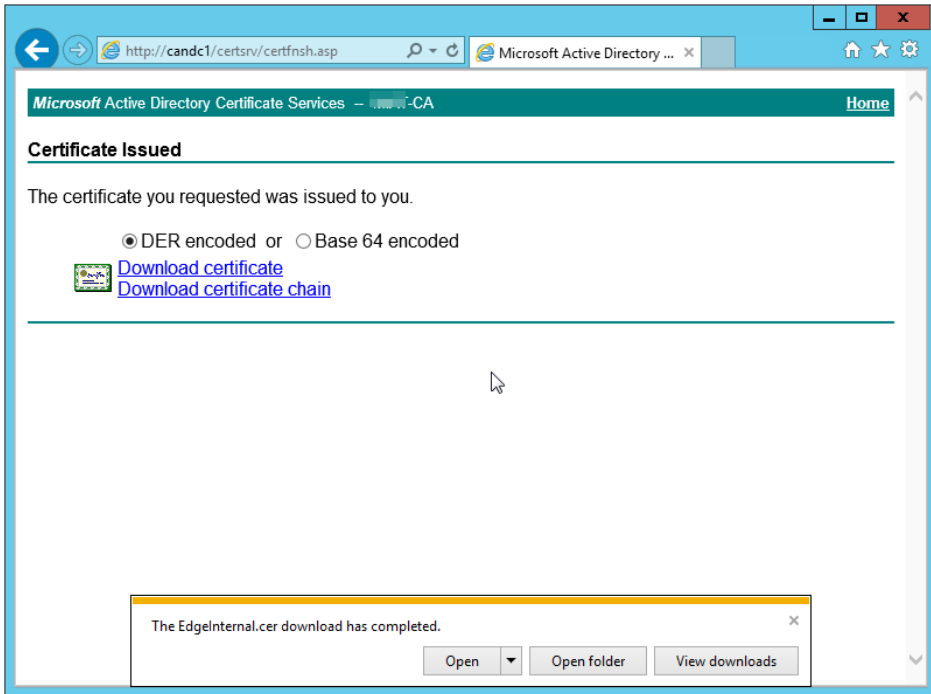 http://candc1/certsrv/certfnsh.asp
Microsoft Active Directory ...
Microsoft Active Directory Certificate Services -- -CA
Home
Certificate Issued
The certificate you requested was issued to you.
DER encoded or Base 64 encoded
Download certificate
Download certificate chain
The EdgeInternal.cer download has completed.
Open
Open folder
View downloads